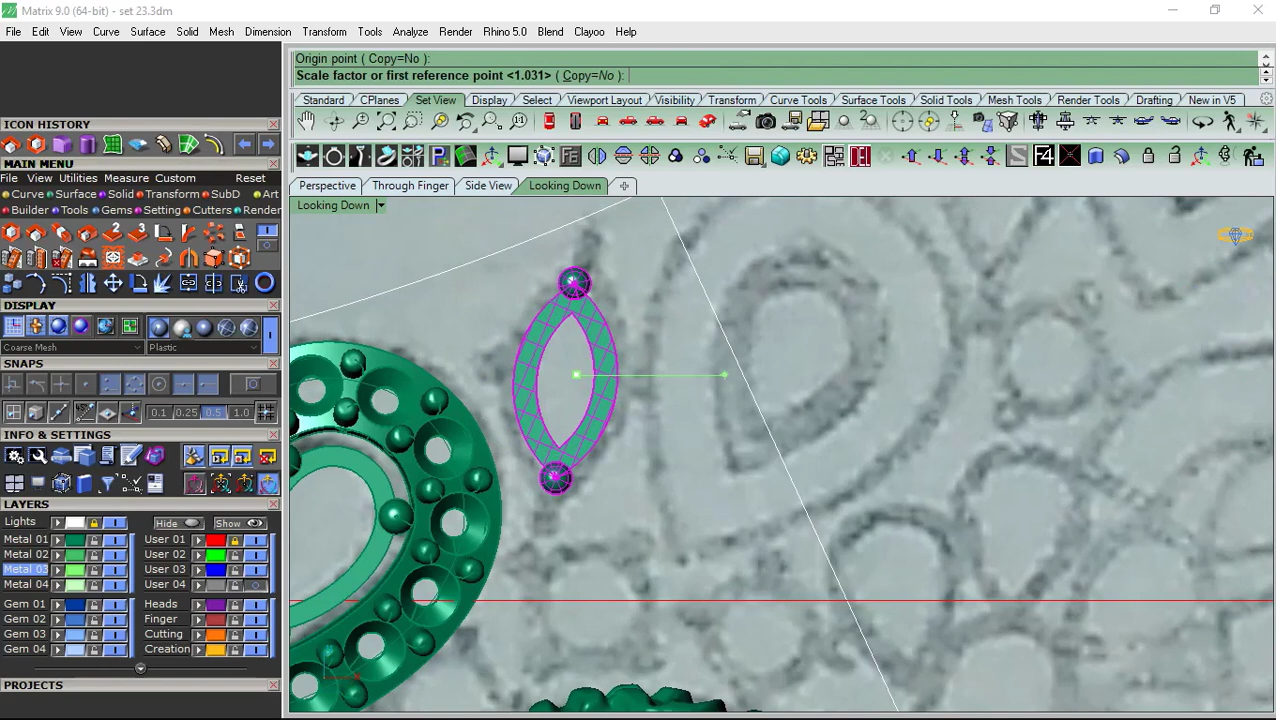 Matrix 9.0 (64-bit) - set 23.3dm
File Edit View Curve Surface Solid Mesh Dimension Transform Tools Analyze Render Rhino 5.0 Blend Clayoo Help
Origin point ( Copy=No ):
Scale factor or first reference point <1.031> ( Copy=No ):
Standard CPlanes Set View Display Select Viewport Layout Visibility Transform Curve Tools Surface Tools Solid Tools Mesh Tools Render Tools Drafting New in V5
ICON HISTORY
MAIN MENU
File View Utilities Measure Custom Reset
Curve Surface Solid Transform SubD Art
Builder Tools Gems Setting Cutters Render
Perspective Through Finger Side View Looking Down
Looking Down
DISPLAY
Coarse Mesh Plastic
SNAPS
0.1 0.25 0.5 1.0
INFO & SETTINGS
LAYERS
Lights Hide Show
Metal 01 User 01
Metal 02 User 02
Metal 03 User 03
Metal 04 User 04
Gem 01 Heads
Gem 02 Finger
Gem 03 Cutting
Gem 04 Creation
PROJECTS